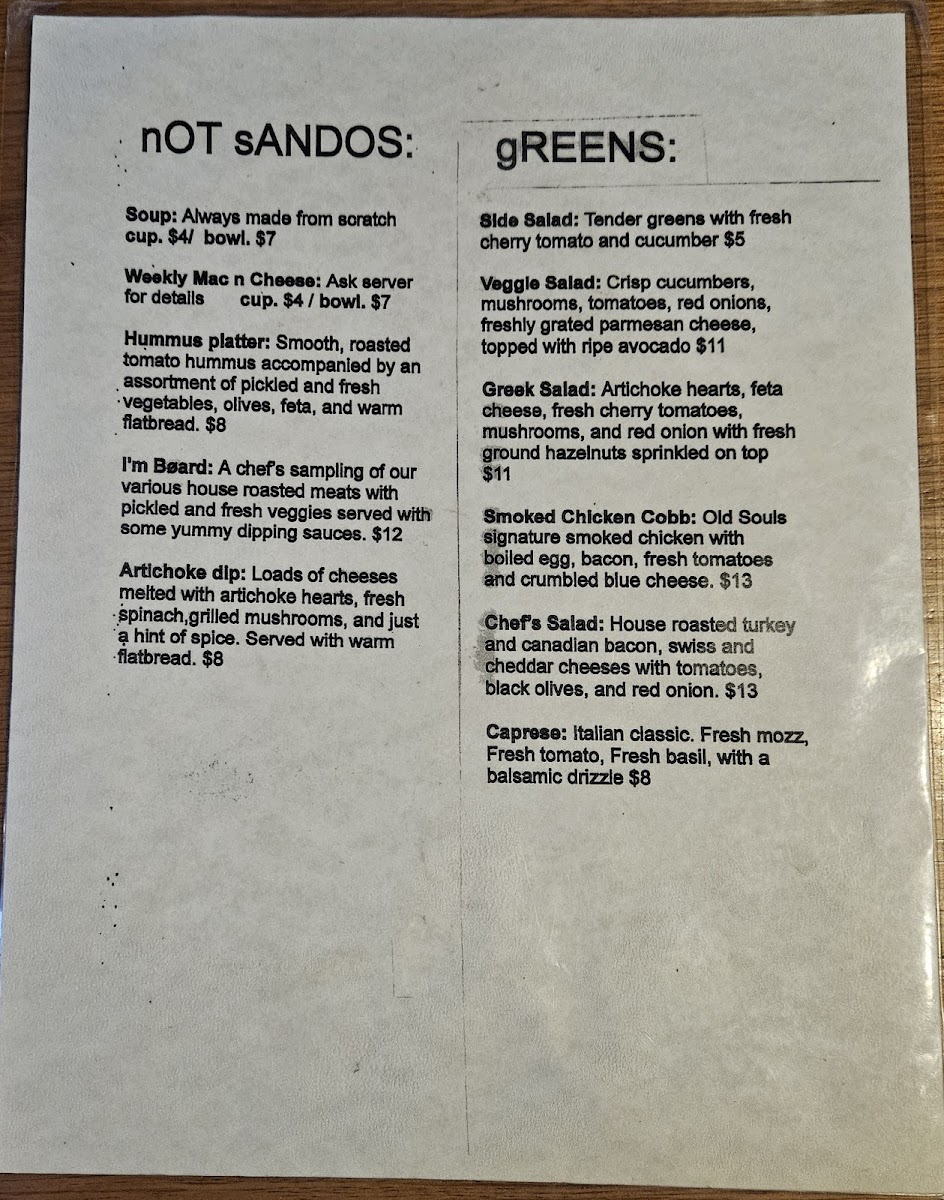 nOT sANDOS:
Soup: Always made from scratch
cup. $4/ bowl. $7
Weekly Mac n Cheese: Ask server
for details cup. $4 / bowl. $7
Hummus platter: Smooth, roasted
tomato hummus accompanied by an
assortment of pickled and fresh
vegetables, olives, feta, and warm
flatbread. $8
I'm Bøard: A chef's sampling of our
various house roasted meats with
pickled and fresh veggies served with
some yummy dipping sauces. $12
Artichoke dip: Loads of cheeses
melted with artichoke hearts, fresh
spinach,grilled mushrooms, and just
a hint of spice. Served with warm
flatbread. $8
gREENS:
Side Salad: Tender greens with fresh
cherry tomato and cucumber $5
Veggie Salad: Crisp cucumbers,
mushrooms, tomatoes, red onions,
freshly grated parmesan cheese,
topped with ripe avocado $11
Greek Salad: Artichoke hearts, feta
cheese, fresh cherry tomatoes,
mushrooms, and red onion with fresh
ground hazelnuts sprinkled on top
$11
Smoked Chicken Cobb: Old Souls
signature smoked chicken with
boiled egg, bacon, fresh tomatoes
and crumbled blue cheese. $13
Chef's Salad: House roasted turkey
and canadian bacon, swiss and
cheddar cheeses with tomatoes,
black olives, and red onion. $13
Caprese: Italian classic. Fresh mozz,
Fresh tomato, Fresh basil, with a
balsamic drizzle $8